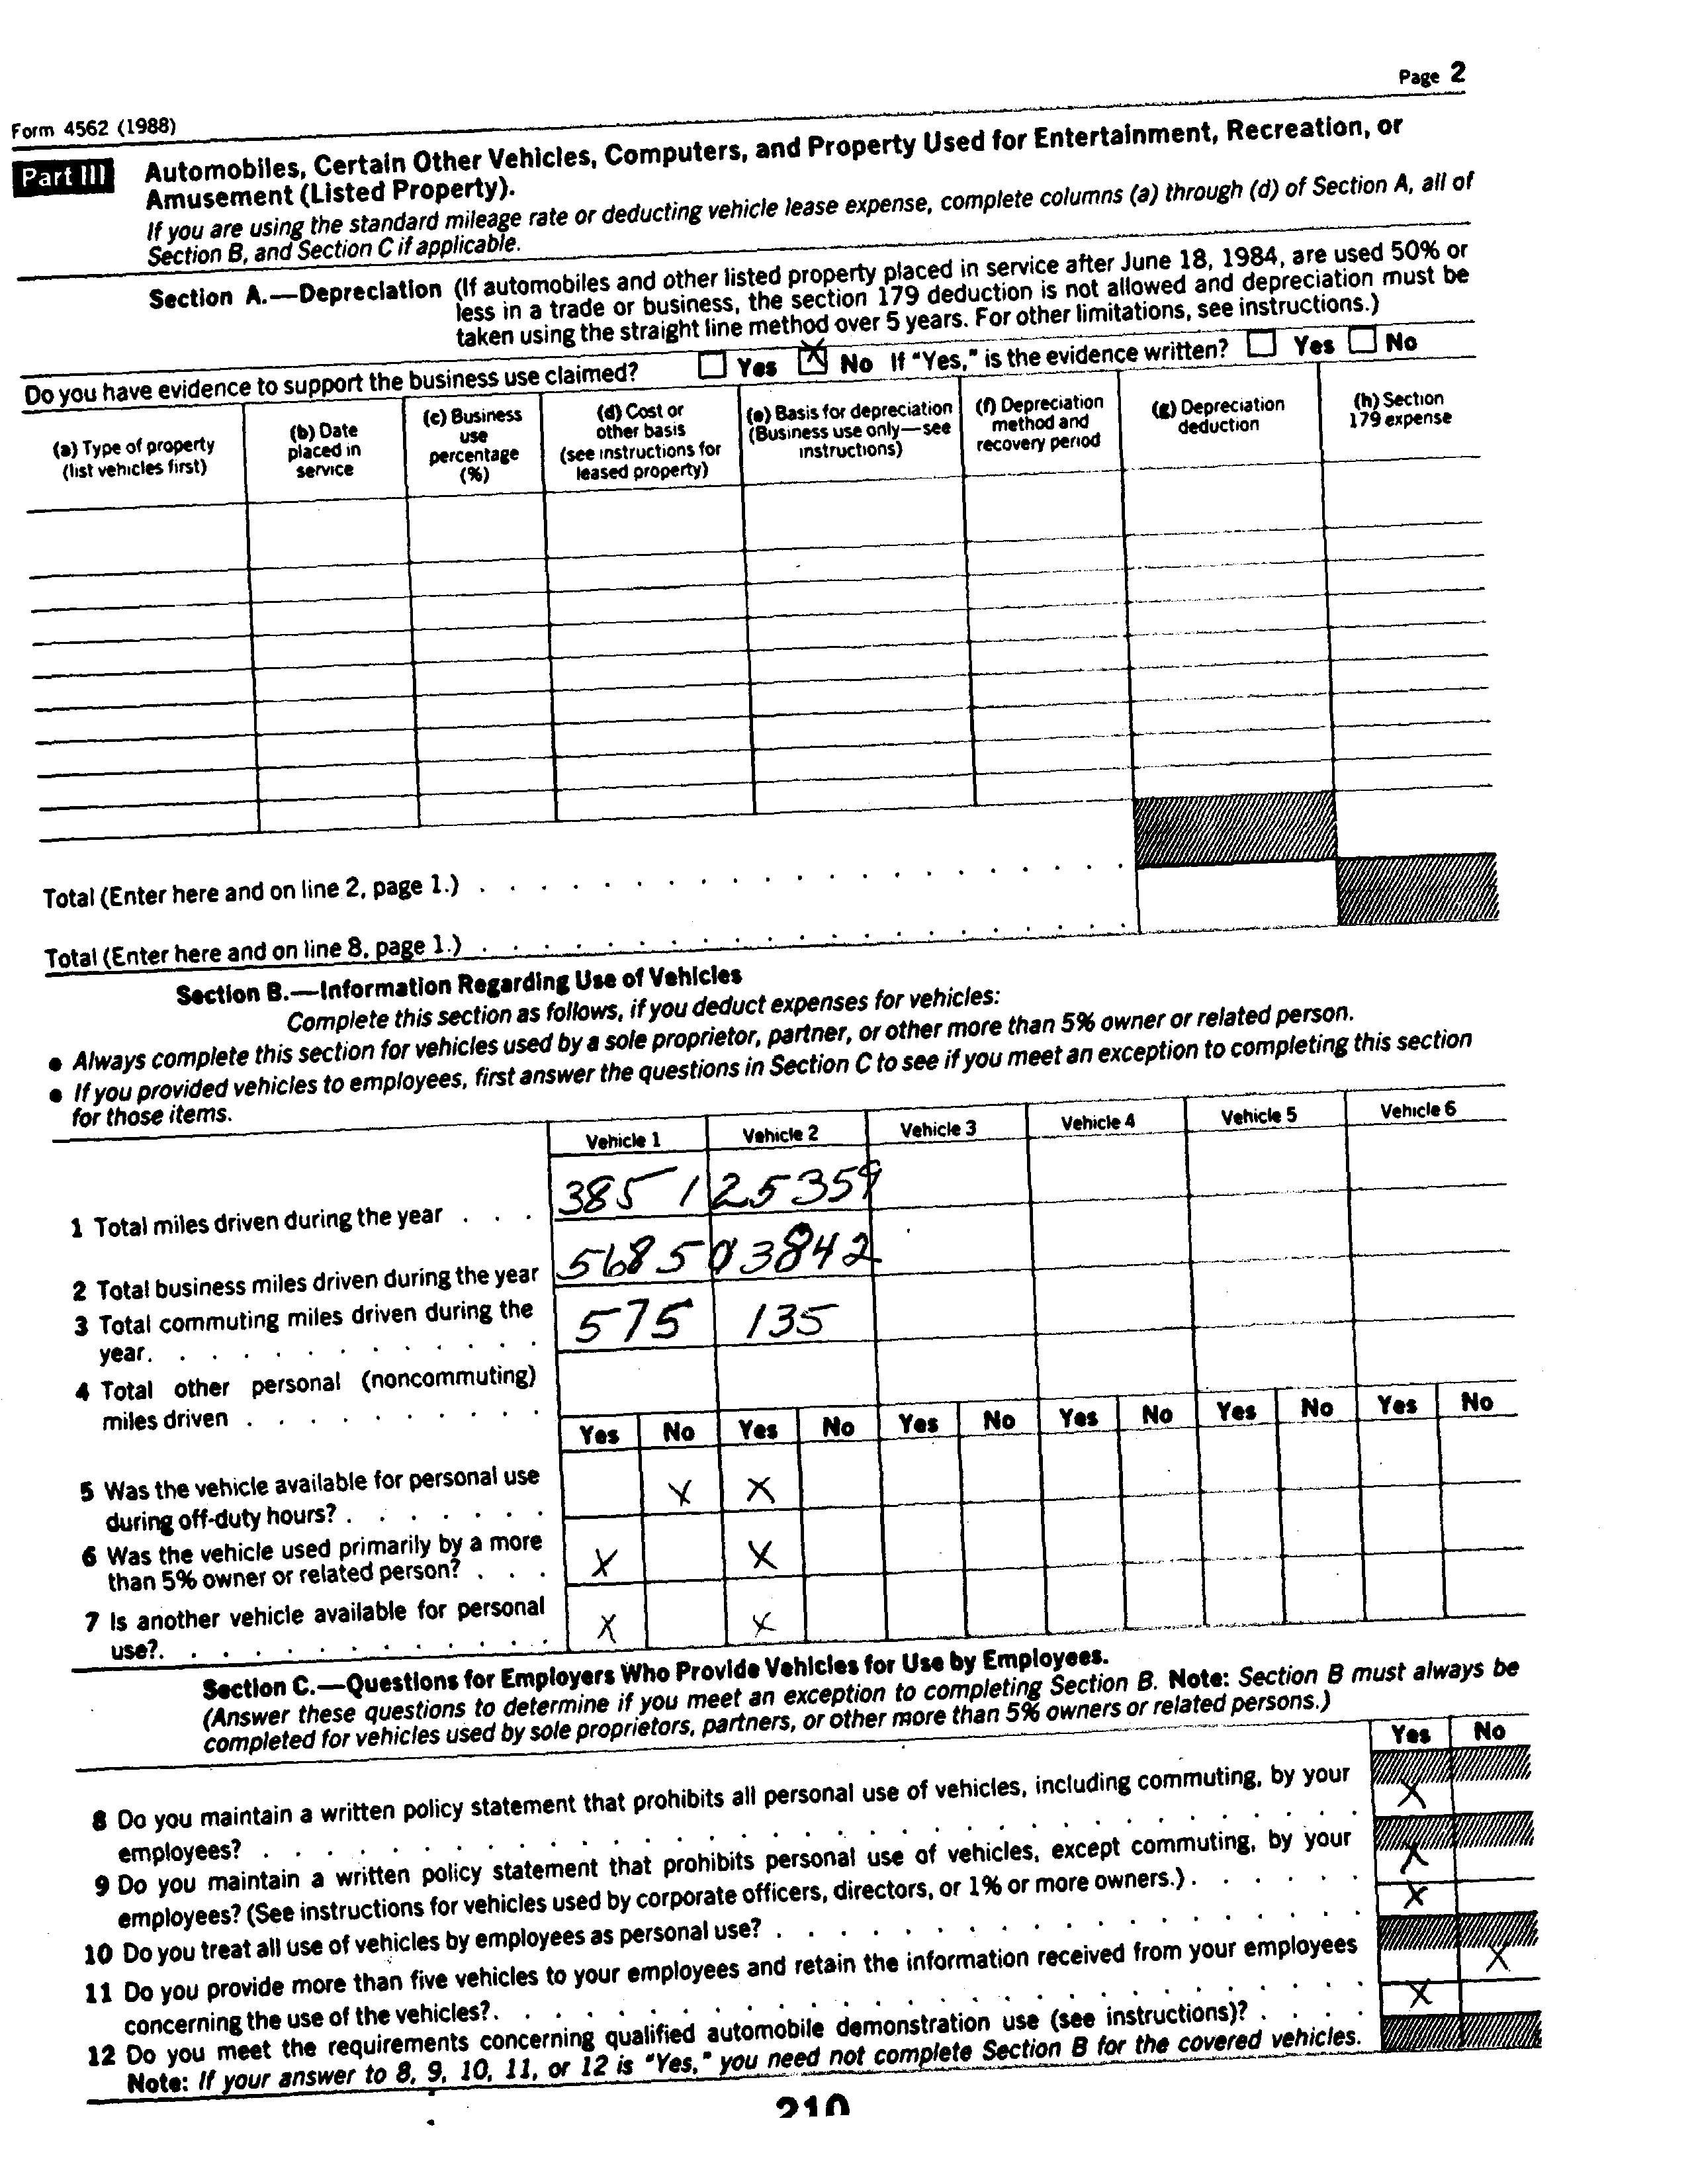 Page 2
Form 4562 (1988)
Part III Automobiles, Certain Other Vehicles, Computers, and Property Used for Entertainment, Recreation, or
Amusement (Listed Property).
If you are using the standard mileage rate or deducting vehicle lease expense, complete columns (a) through (d) of Section A, all of
Section B, and Section C if applicable.
Section A.—Depreciation (If automobiles and other listed property placed in service after June 18, 1984, are used 50% or
less in a trade or business, the section 179 deduction is not allowed and depreciation must be
taken using the straight line method over 5 years. For other limitations, see instructions.)
Do you have evidence to support the business use claimed? Yes X No If "Yes," is the evidence written? Yes No
(a) Type of property
(list vehicles first)
(b) Date
placed in
service
(c) Business
use
percentage
(%)
(d) Cost or
other basis
(see instructions for
leased property)
(e) Basis for depreciation
(Business use only—see
instructions)
(f) Depreciation
method and
recovery period
(g) Depreciation
deduction
(h) Section
179 expense
Total (Enter here and on line 2, page 1.) . . . . . . . . . . . . . . . . . . . . .
Total (Enter here and on line 8, page 1.) . . . . . . . . . . . . . . . . . . . . .
Section B.—Information Regarding Use of Vehicles
Complete this section as follows, if you deduct expenses for vehicles:
● Always complete this section for vehicles used by a sole proprietor, partner, or other more than 5% owner or related person.
● If you provided vehicles to employees, first answer the questions in Section C to see if you meet an exception to completing this section
for those items.
Vehicle 1 Vehicle 2 Vehicle 3 Vehicle 4 Vehicle 5 Vehicle 6
1 Total miles driven during the year . . . 385 125359
2 Total business miles driven during the year 56850 3842
3 Total commuting miles driven during the
year. . . . . . . . . . . . . 575 135
4 Total other personal (noncommuting)
miles driven . . . . . . . . . .
Yes No Yes No Yes No Yes No Yes No Yes No
5 Was the vehicle available for personal use
during off-duty hours? . . . . . . . X X
6 Was the vehicle used primarily by a more
than 5% owner or related person? . . . X X
7 Is another vehicle available for personal
use?. . . . . . . . . . . . . X X
Section C.—Questions for Employers Who Provide Vehicles for Use by Employees.
(Answer these questions to determine if you meet an exception to completing Section B. Note: Section B must always be
completed for vehicles used by sole proprietors, partners, or other more than 5% owners or related persons.)
Yes No
8 Do you maintain a written policy statement that prohibits all personal use of vehicles, including commuting, by your
employees? . . . . . . . . . . . . . . . . . . . . . . . . . . . . . . . . . . . X
9 Do you maintain a written policy statement that prohibits personal use of vehicles, except commuting, by your
employees? (See instructions for vehicles used by corporate officers, directors, or 1% or more owners.) . . . . . . X
10 Do you treat all use of vehicles by employees as personal use? . . . . . . . . . . . . . . . . . . . X
11 Do you provide more than five vehicles to your employees and retain the information received from your employees
concerning the use of the vehicles?. . . . . . . . . . . . . . . . . . . . . . . . . . . . X
12 Do you meet the requirements concerning qualified automobile demonstration use (see instructions)? . . . . X
Note: If your answer to 8, 9, 10, 11, or 12 is "Yes," you need not complete Section B for the covered vehicles.
210